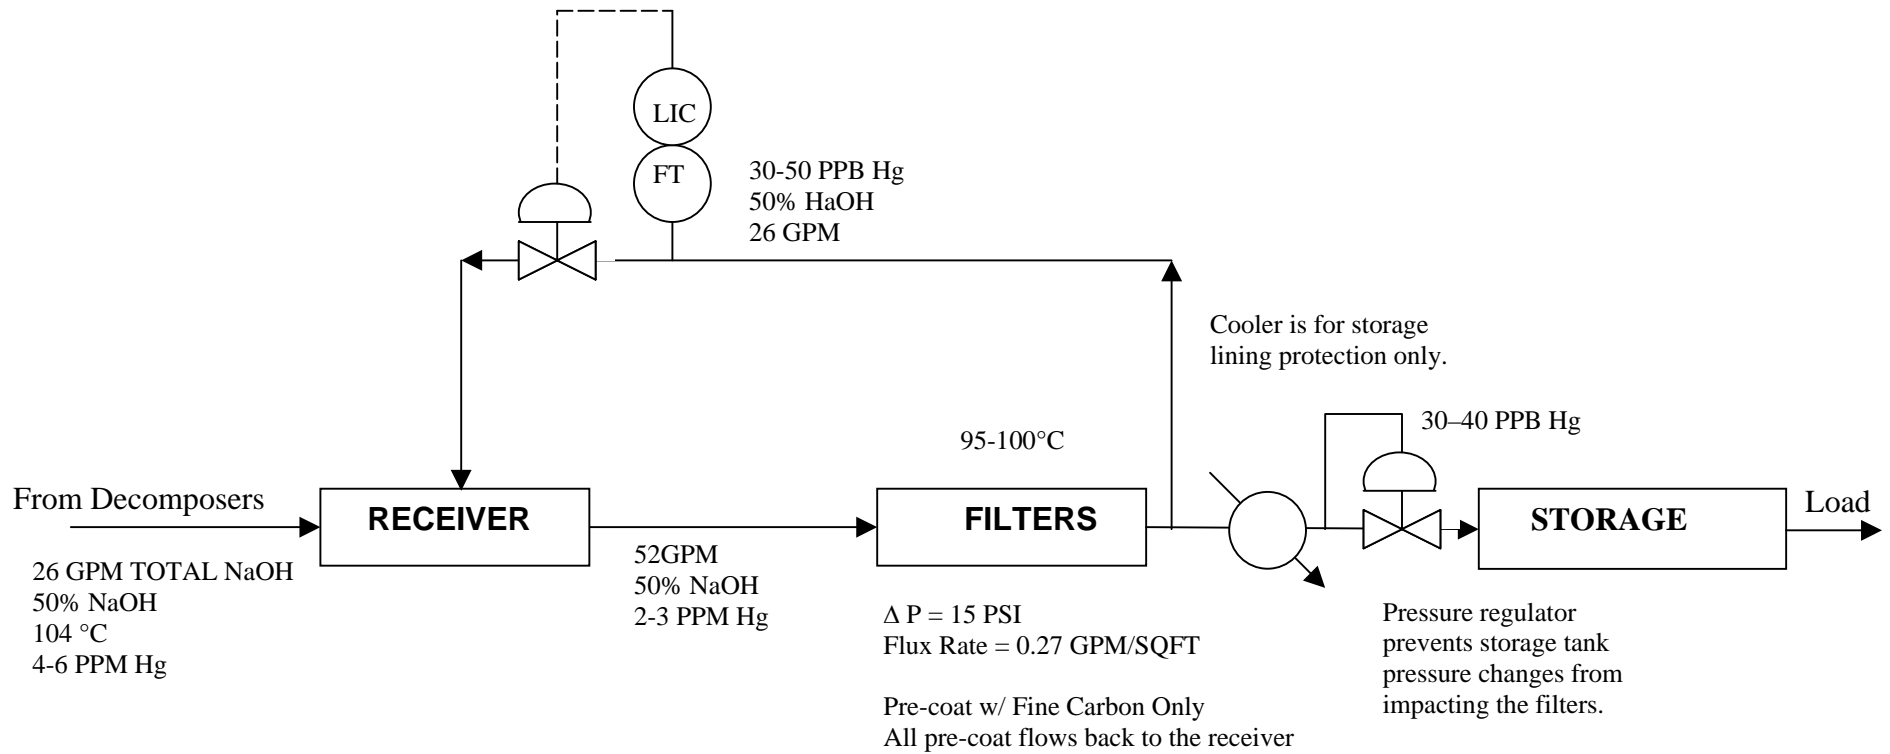 LIC
FT
30-50 PPB Hg
50% HaOH
26 GPM
Cooler is for storage
lining protection only.
30–40 PPB Hg
95-100°C
From Decomposers
RECEIVER
FILTERS
STORAGE
Load
26 GPM TOTAL NaOH
50% NaOH
104 °C
4-6 PPM Hg
52GPM
50% NaOH
2-3 PPM Hg
Δ P = 15 PSI
Flux Rate = 0.27 GPM/SQFT
Pre-coat w/ Fine Carbon Only
All pre-coat flows back to the receiver
Pressure regulator
prevents storage tank
pressure changes from
impacting the filters.